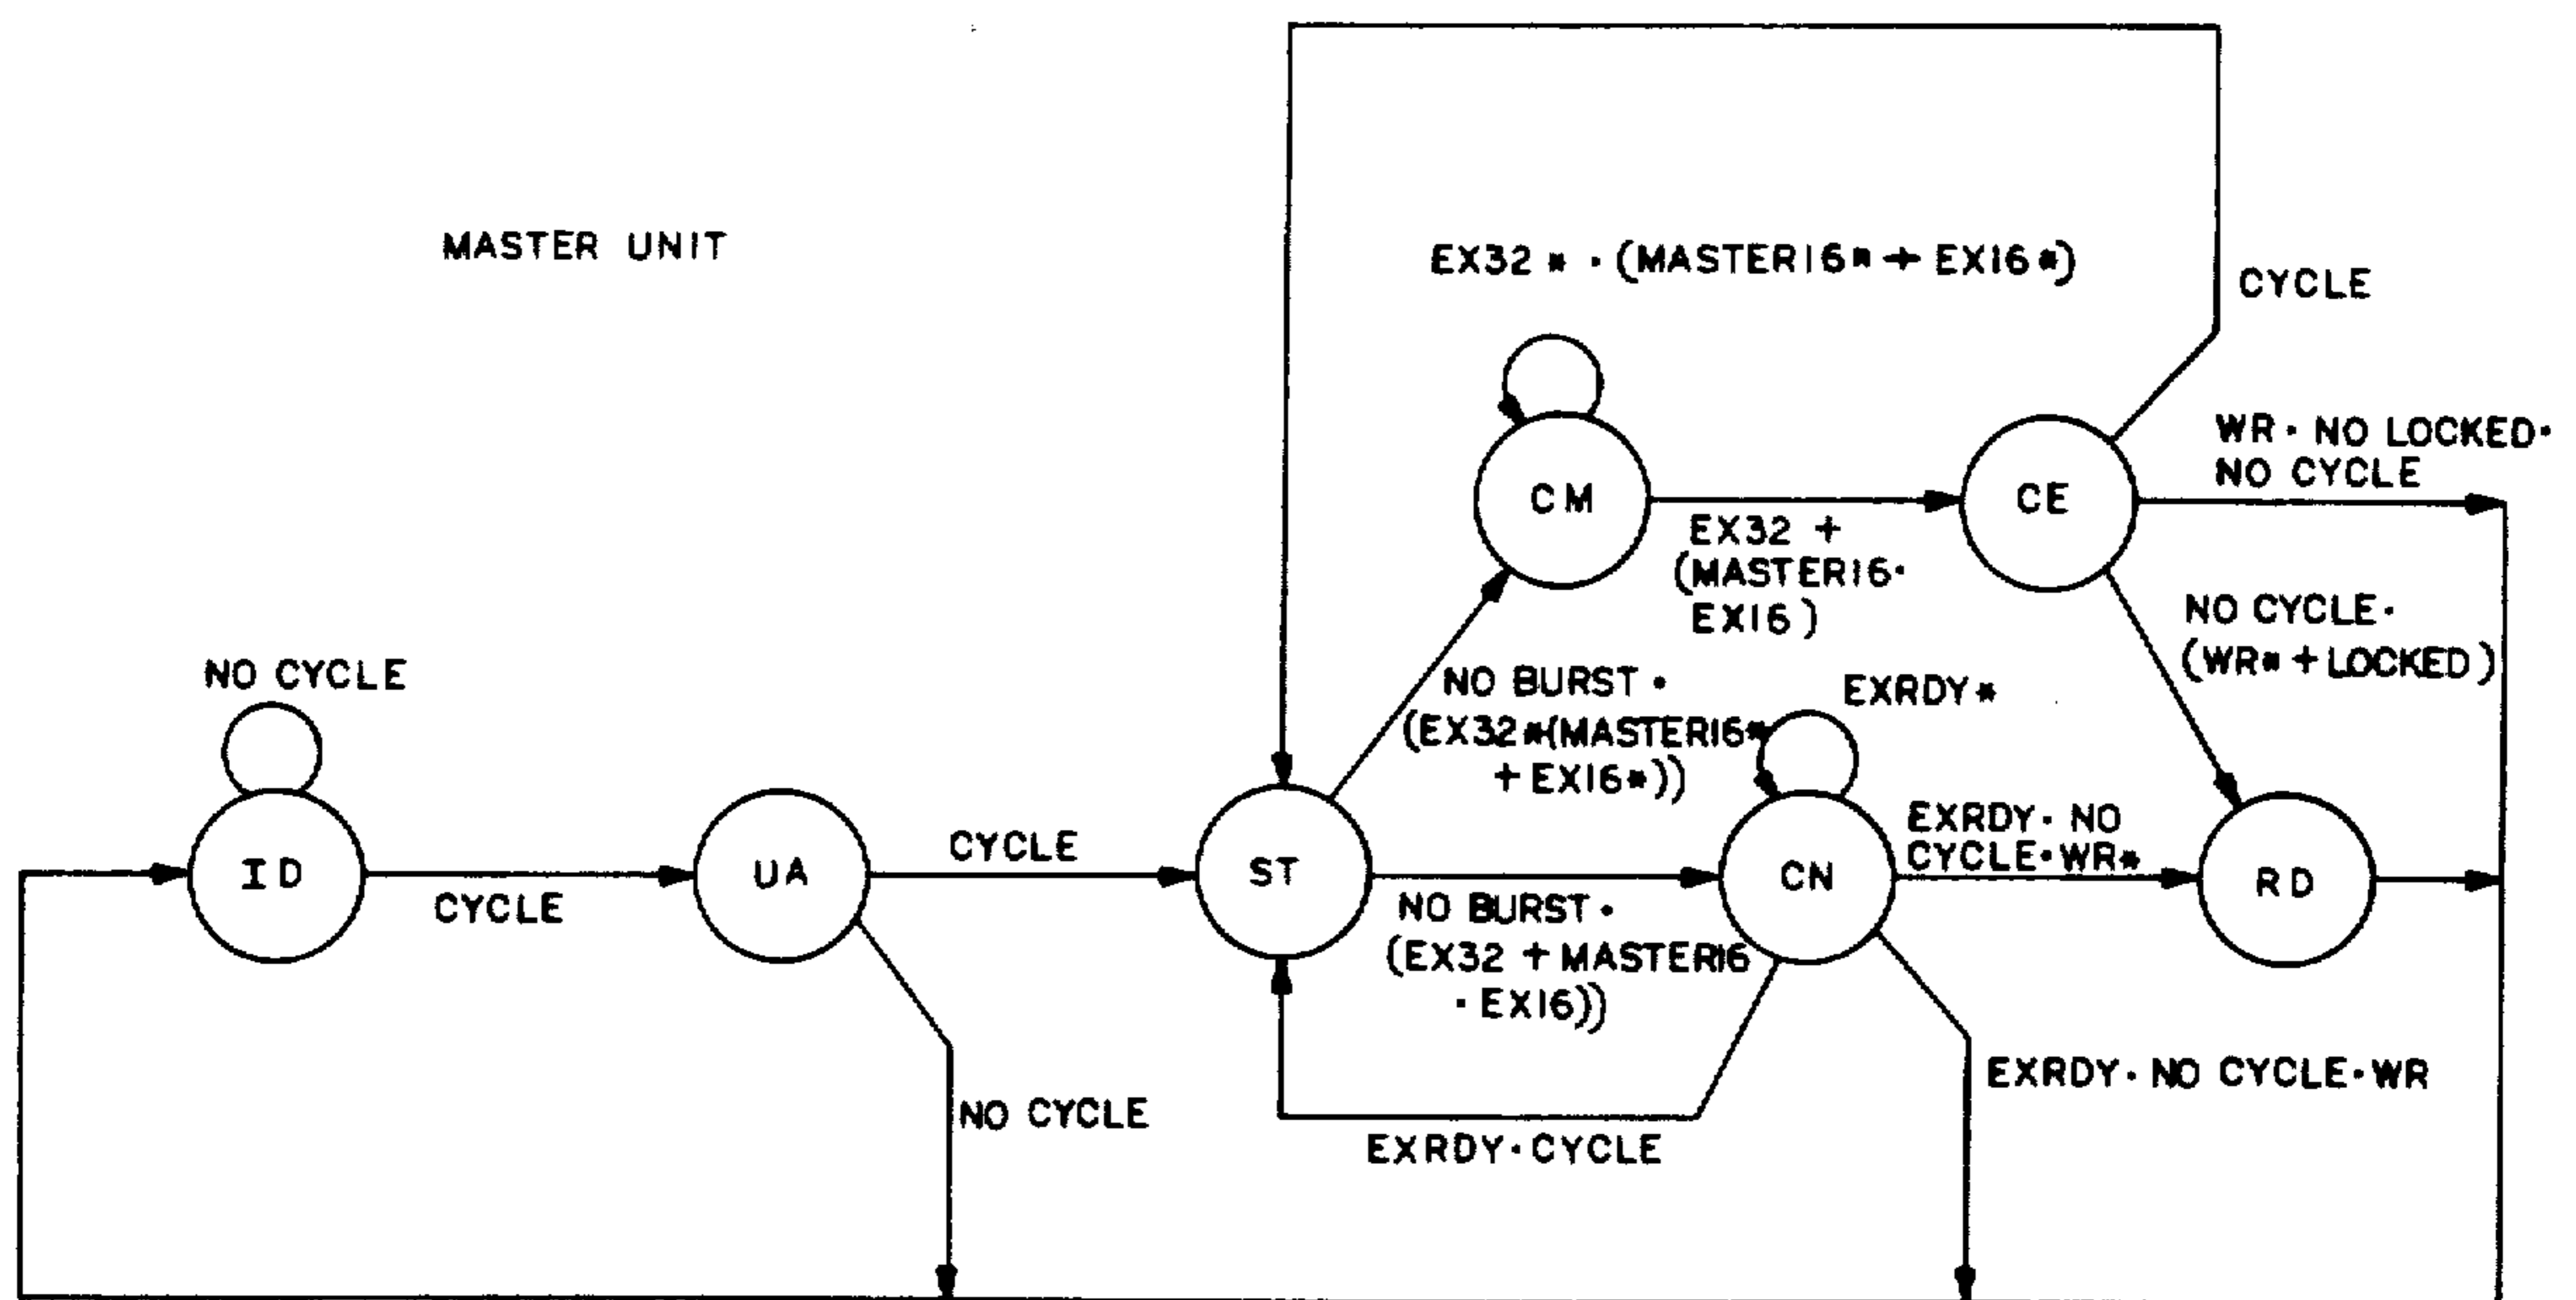 MASTER UNIT
EX32 * · (MASTER16* + EX16*)
CYCLE
WR · NO LOCKED ·
NO CYCLE
CM
CE
EX32 +
(MASTER16 ·
EX16 )
NO CYCLE ·
(WR* + LOCKED)
NO CYCLE
NO BURST ·
(EX32*(MASTER16*
+ EX16*))
EXRDY*
ID
CYCLE
UA
CYCLE
ST
NO BURST ·
(EX32 + MASTER16
· EX16))
CN
EXRDY · NO
CYCLE · WR*
RD
NO CYCLE
EXRDY · CYCLE
EXRDY · NO CYCLE · WR